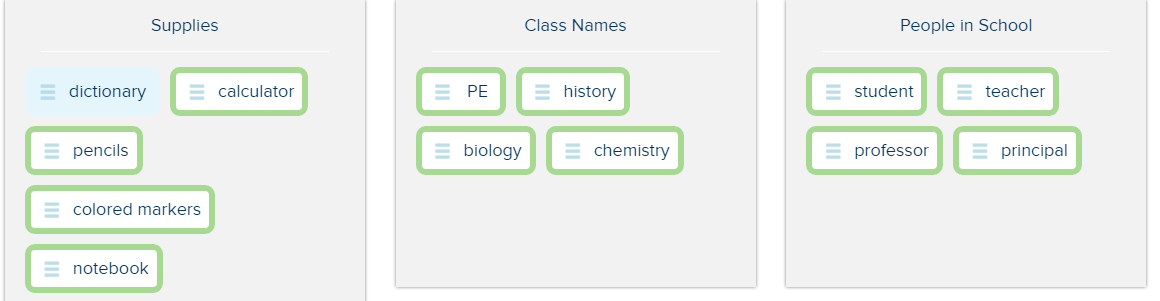 Supplies
dictionary
calculator
pencils
colored markers
notebook
Class Names
PE
history
biology
chemistry
People in School
student
teacher
professor
principal